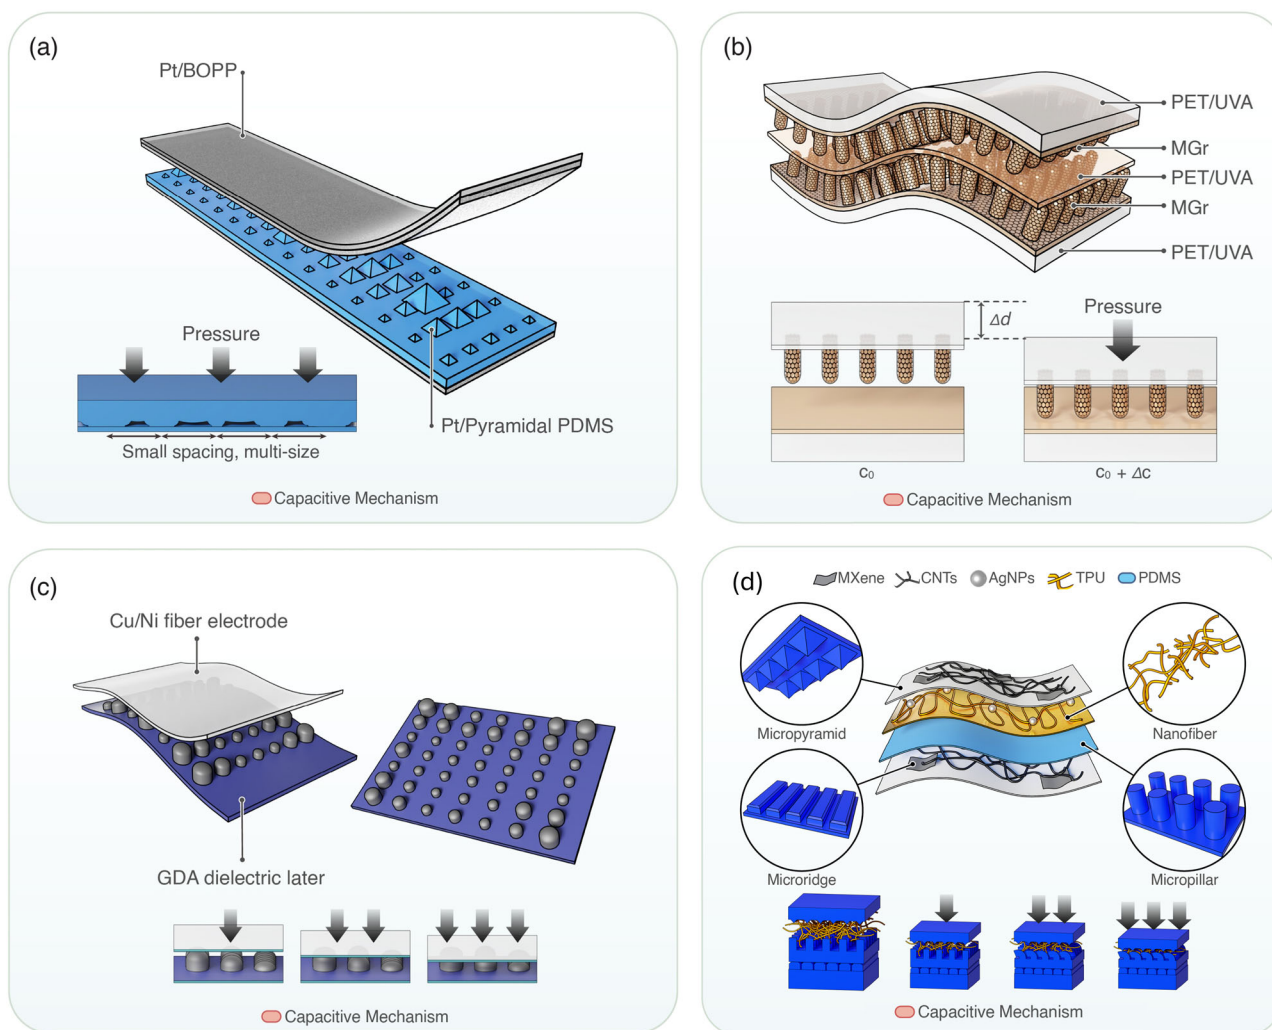 (a)
Pt/BOPP
Pressure
Small spacing, multi-size
Pt/Pyramidal PDMS
Capacitive Mechanism
(b)
PET/UVA
MGr
PET/UVA
MGr
PET/UVA
Δd
Pressure
c₀
c₀ + Δc
Capacitive Mechanism
(c)
Cu/Ni fiber electrode
GDA dielectric later
Capacitive Mechanism
(d)
MXene CNTs AgNPs TPU PDMS
Micropyramid
Nanofiber
Microridge
Micropillar
Capacitive Mechanism